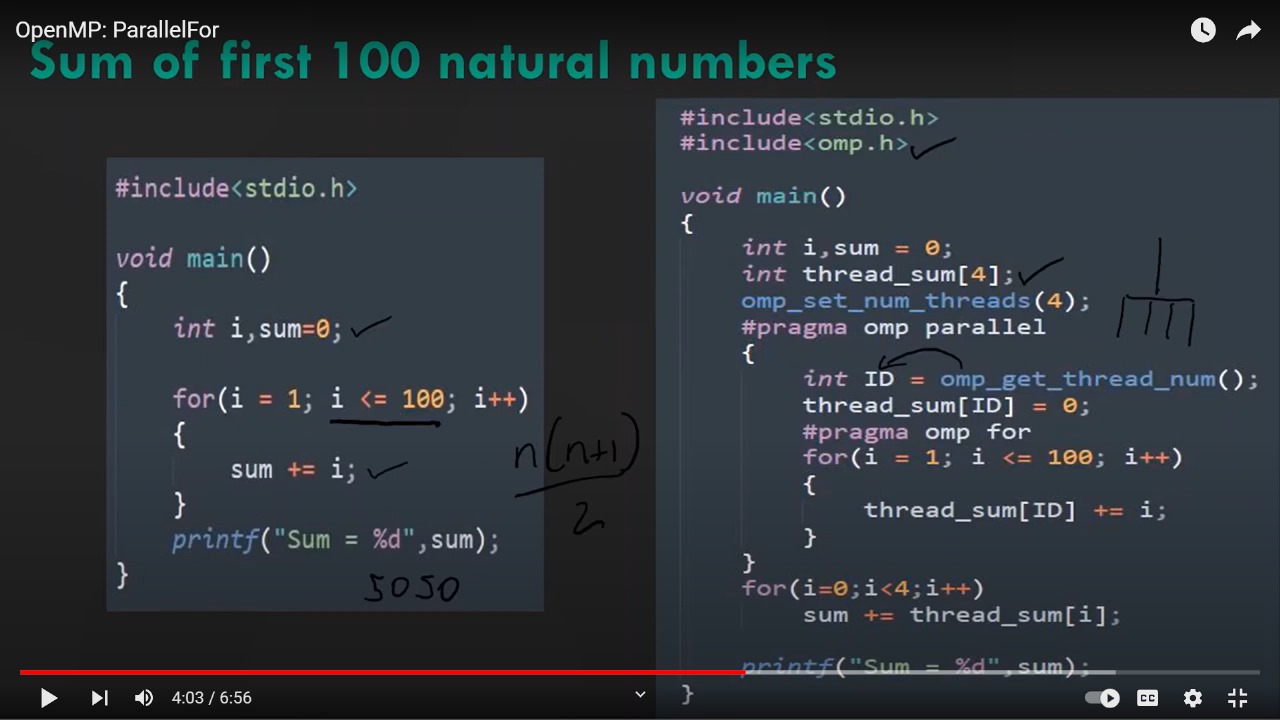 OpenMP: ParallelFor
Sum of first 100 natural numbers
#include<stdio.h>
void main()
{
int i,sum=0;
for(i = 1; i <= 100; i++)
{
sum += i;
}
printf("Sum = %d",sum);
}
5050
n(n+1)
2
#include<stdio.h>
#include<omp.h>
void main()
{
int i,sum = 0;
int thread_sum[4];
omp_set_num_threads(4);
#pragma omp parallel
{
int ID = omp_get_thread_num();
thread_sum[ID] = 0;
#pragma omp for
for(i = 1; i <= 100; i++)
{
thread_sum[ID] += i;
}
}
for(i=0;i<4;i++)
sum += thread_sum[i];
printf("Sum = %d",sum);
}
4:03 / 6:56
CC